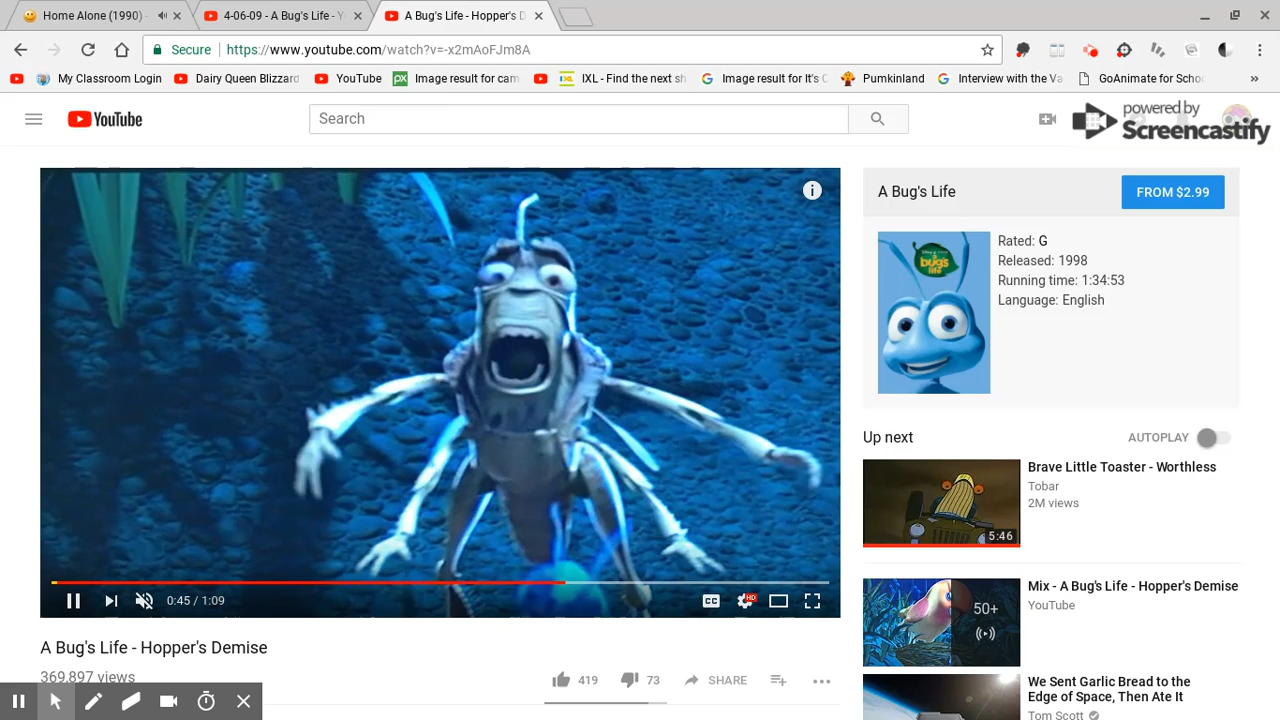 Home Alone (1990) -
4-06-09 - A Bug's Life - Y
A Bug's Life - Hopper's D
Secure
https://www.youtube.com/watch?v=-x2mAoFJm8A
My Classroom Login
Dairy Queen Blizzard
YouTube
px
Image result for cam
IXL
IXL - Find the next sh
Image result for It's C
Pumkinland
Interview with the Va
GoAnimate for Schoo
»
YouTube
Search
powered by
Screencastify
A Bug's Life
FROM $2.99
a bug's life
Rated: G
Released: 1998
Running time: 1:34:53
Language: English
Up next
AUTOPLAY
Brave Little Toaster - Worthless
Tobar
2M views
5:46
Mix - A Bug's Life - Hopper's Demise
YouTube
50+
We Sent Garlic Bread to the
Edge of Space, Then Ate It
Tom Scott
0:45 / 1:09
CC
HD
A Bug's Life - Hopper's Demise
369,897 views
419
73
SHARE